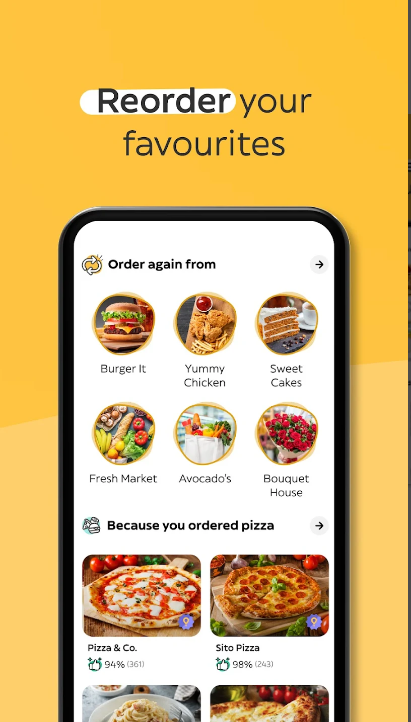 Reorder your
favourites
Order again from
Burger It
Yummy
Chicken
Sweet
Cakes
Fresh Market
Avocado's
Bouquet
House
Because you ordered pizza
Pizza & Co.
94% (361)
Sito Pizza
98% (243)